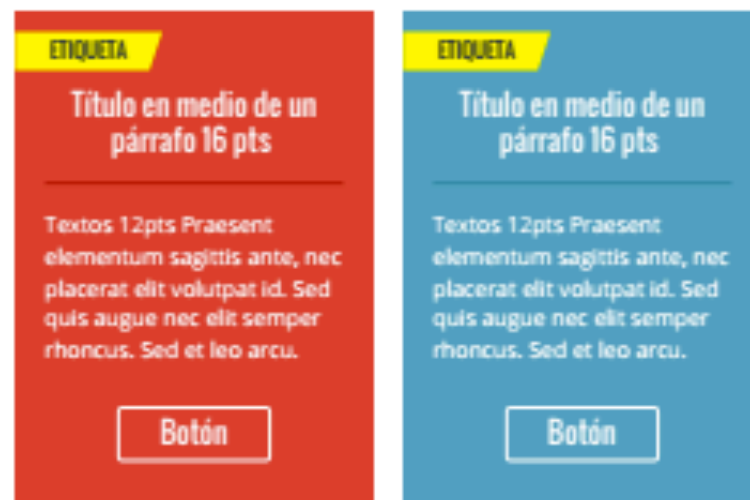 ETIQUETA
Título en medio de un
párrafo 16 pts
Textos 12pts Praesent
elementum sagittis ante, nec
placerat elit volutpat id. Sed
quis augue nec elit semper
rhoncus. Sed et leo arcu.
Botón
ETIQUETA
Título en medio de un
párrafo 16 pts
Textos 12pts Praesent
elementum sagittis ante, nec
placerat elit volutpat id. Sed
quis augue nec elit semper
rhoncus. Sed et leo arcu.
Botón